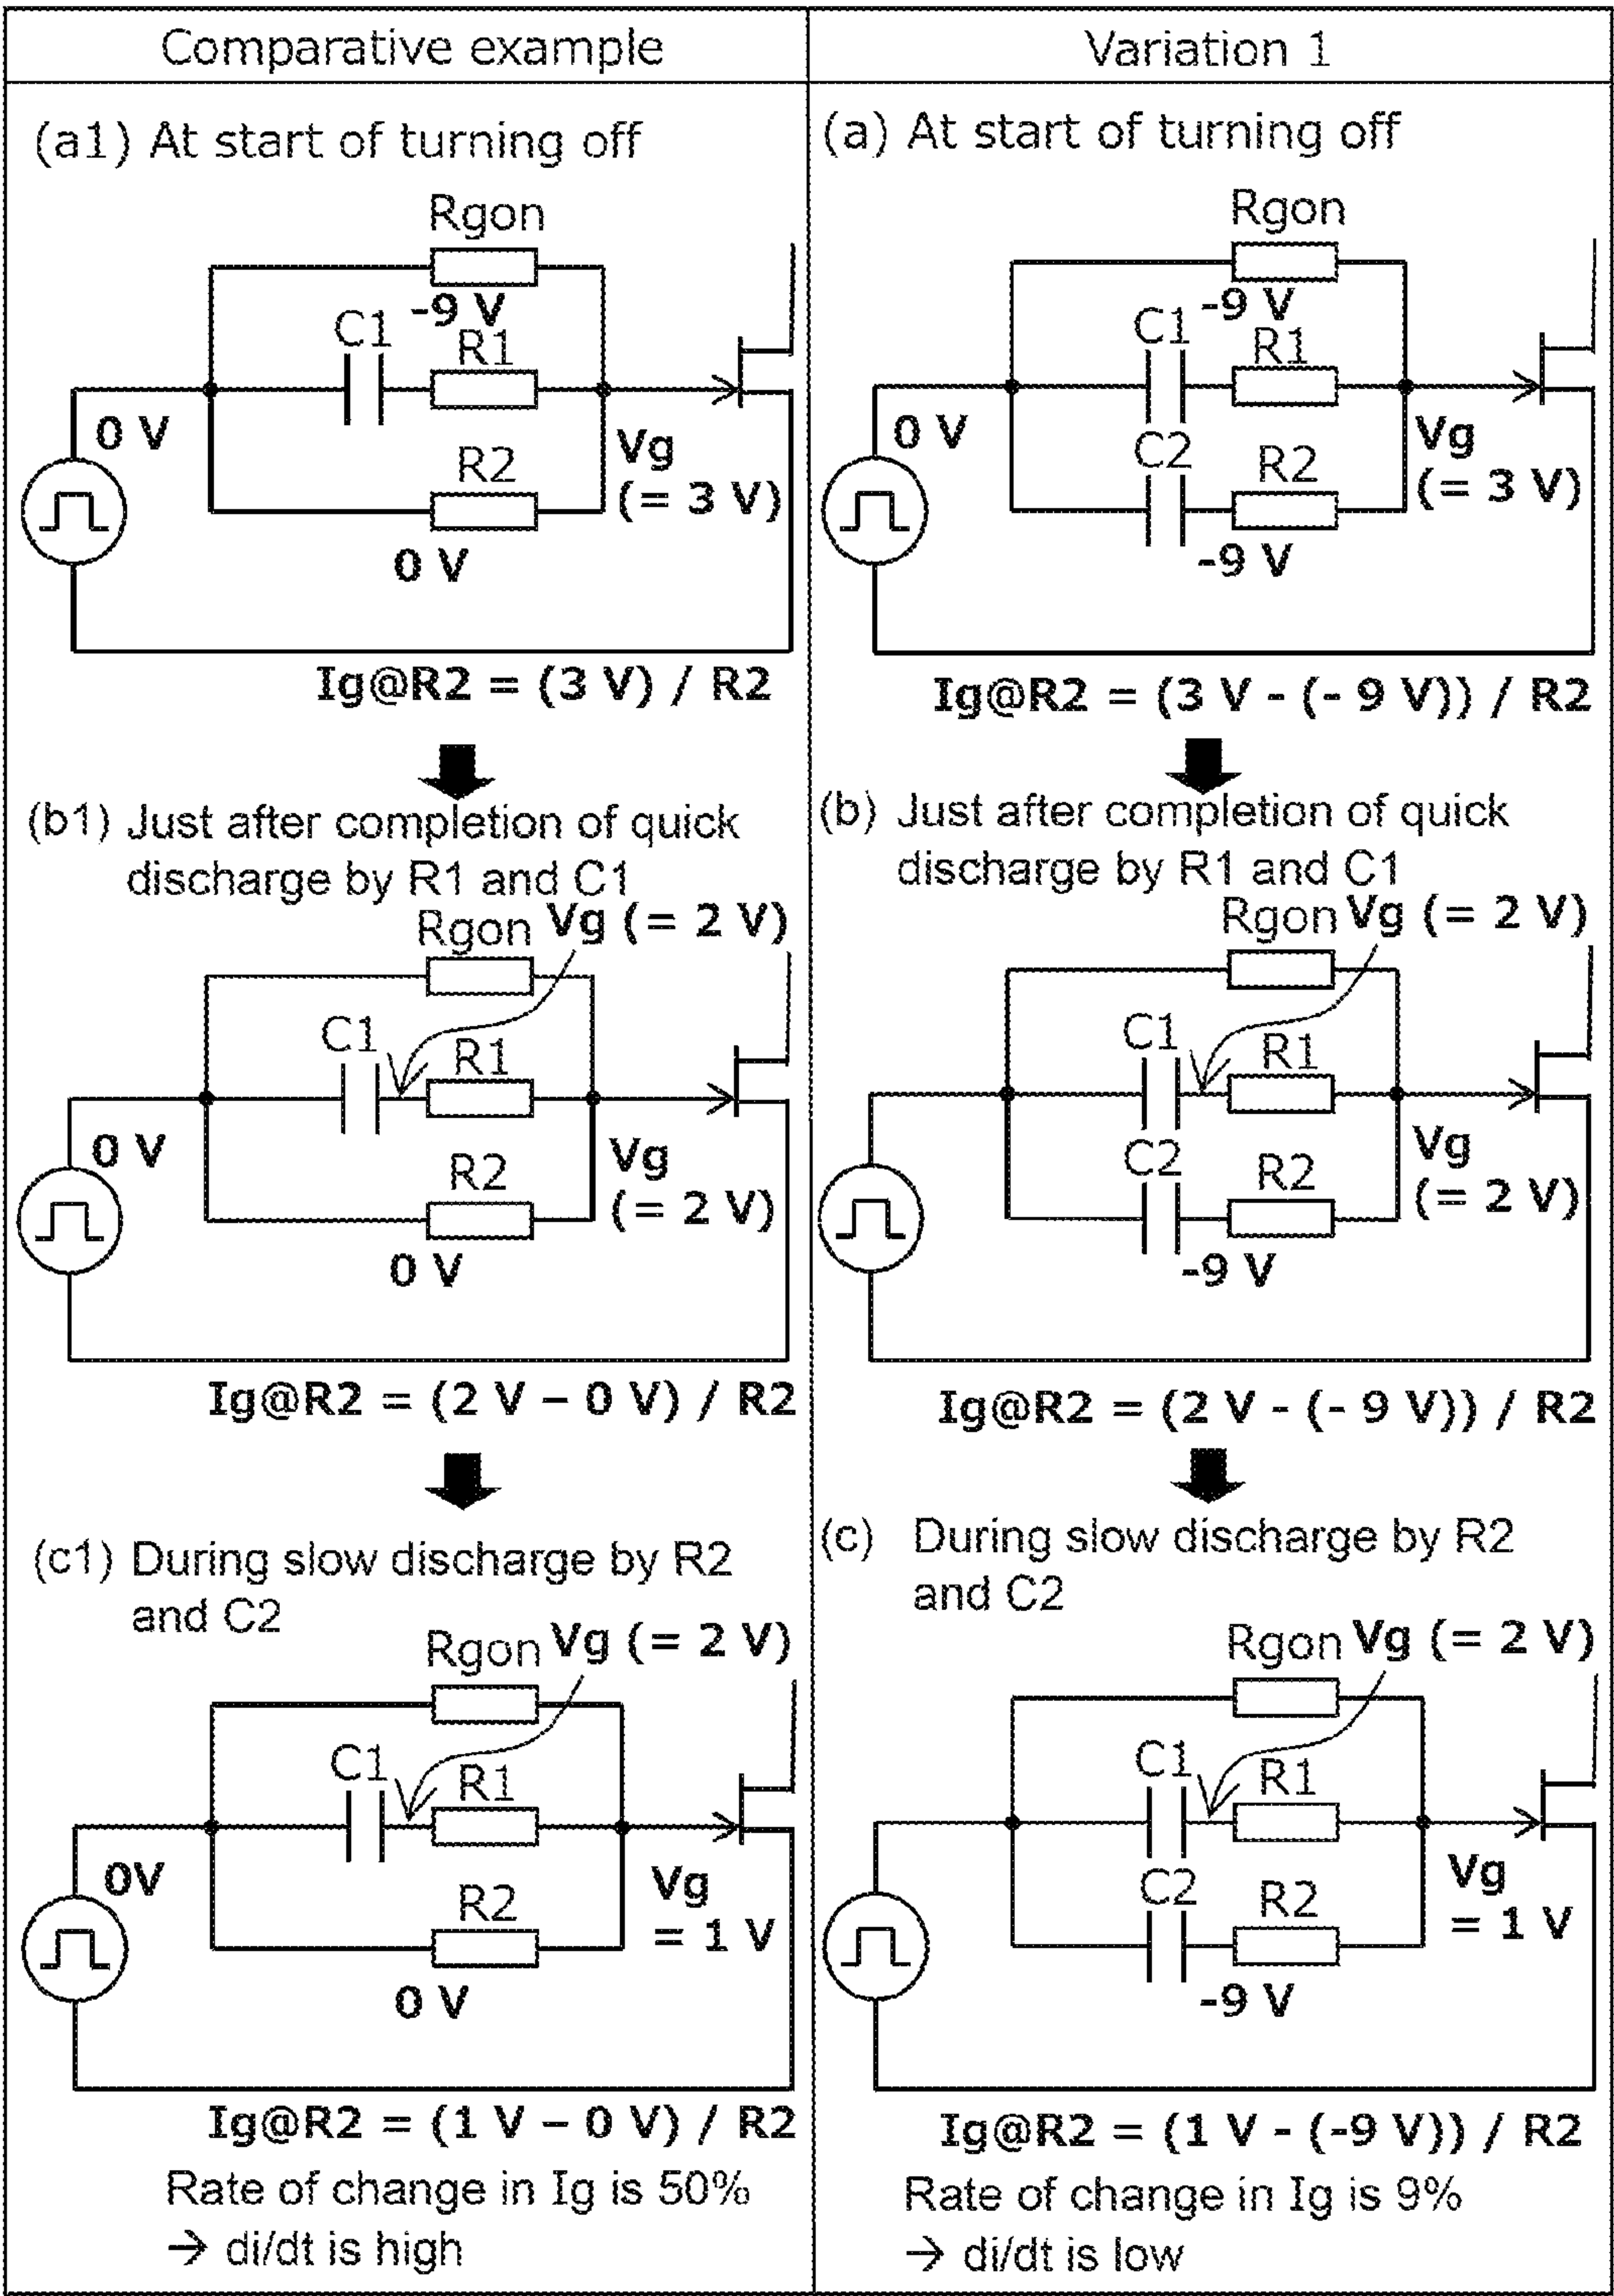 Comparative example
(a1) At start of turning off
Rgon
-9 V
C1
R1
0 V
Vg
(= 3 V)
R2
0 V
Ig@R2 = (3 V) / R2
(b1) Just after completion of quick
discharge by R1 and C1
Rgon Vg (= 2 V)
C1
R1
0 V
Vg
(= 2 V)
R2
0 V
Ig@R2 = (2 V – 0 V) / R2
(c1) During slow discharge by R2
and C2
Rgon Vg (= 2 V)
C1
R1
0V
Vg
= 1 V
R2
0 V
Ig@R2 = (1 V – 0 V) / R2
Rate of change in Ig is 50%
→ di/dt is high
Variation 1
(a) At start of turning off
Rgon
-9 V
C1
R1
0 V
Vg
(= 3 V)
C2
R2
-9 V
Ig@R2 = (3 V - (- 9 V)) / R2
(b) Just after completion of quick
discharge by R1 and C1
Rgon Vg (= 2 V)
C1
R1
Vg
(= 2 V)
C2
R2
-9 V
Ig@R2 = (2 V - (- 9 V)) / R2
(c) During slow discharge by R2
and C2
Rgon Vg (= 2 V)
C1
R1
Vg
= 1 V
C2
R2
-9 V
Ig@R2 = (1 V - (-9 V)) / R2
Rate of change in Ig is 9%
→ di/dt is low